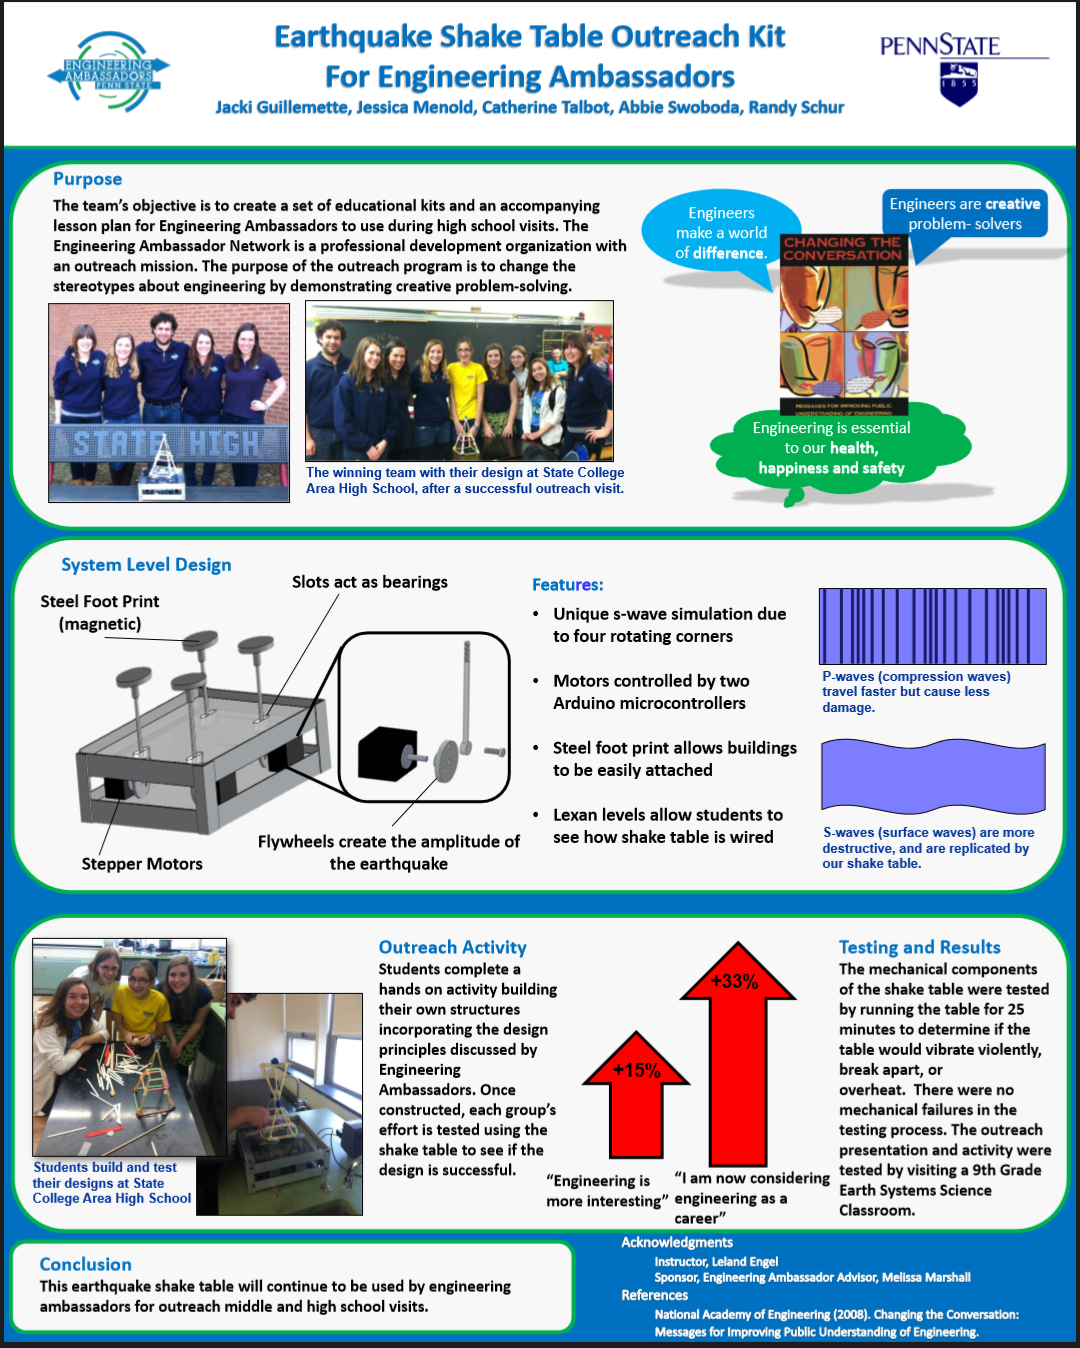 Earthquake Shake Table Outreach Kit
For Engineering Ambassadors
Jacki Guillemette, Jessica Menold, Catherine Talbot, Abbie Swoboda, Randy Schur
ENGINEERING
AMBASSADORS
PENN STATE
PENNSTATE
1855
Purpose
The team's objective is to create a set of educational kits and an accompanying
lesson plan for Engineering Ambassadors to use during high school visits. The
Engineering Ambassador Network is a professional development organization with
an outreach mission. The purpose of the outreach program is to change the
stereotypes about engineering by demonstrating creative problem-solving.
STATE HIGH
The winning team with their design at State College
Area High School, after a successful outreach visit.
Engineers
make a world
of difference.
Engineers are creative
problem- solvers
CHANGING THE
CONVERSATION
MESSAGES FOR IMPROVING PUBLIC
UNDERSTANDING OF ENGINEERING
Engineering is essential
to our health,
happiness and safety
System Level Design
Steel Foot Print
(magnetic)
Slots act as bearings
Stepper Motors
Flywheels create the amplitude of
the earthquake
Features:
• Unique s-wave simulation due
to four rotating corners
• Motors controlled by two
Arduino microcontrollers
• Steel foot print allows buildings
to be easily attached
• Lexan levels allow students to
see how shake table is wired
P-waves (compression waves)
travel faster but cause less
damage.
S-waves (surface waves) are more
destructive, and are replicated by
our shake table.
Students build and test
their designs at State
College Area High School
Outreach Activity
Students complete a
hands on activity building
their own structures
incorporating the design
principles discussed by
Engineering
Ambassadors. Once
constructed, each group's
effort is tested using the
shake table to see if the
design is successful.
+15%
"Engineering is
more interesting"
+33%
"I am now considering
engineering as a
career"
Testing and Results
The mechanical components
of the shake table were tested
by running the table for 25
minutes to determine if the
table would vibrate violently,
break apart, or
overheat. There were no
mechanical failures in the
testing process. The outreach
presentation and activity were
tested by visiting a 9th Grade
Earth Systems Science
Classroom.
Conclusion
This earthquake shake table will continue to be used by engineering
ambassadors for outreach middle and high school visits.
Acknowledgments
Instructor, Leland Engel
Sponsor, Engineering Ambassador Advisor, Melissa Marshall
References
National Academy of Engineering (2008). Changing the Conversation:
Messages for Improving Public Understanding of Engineering.